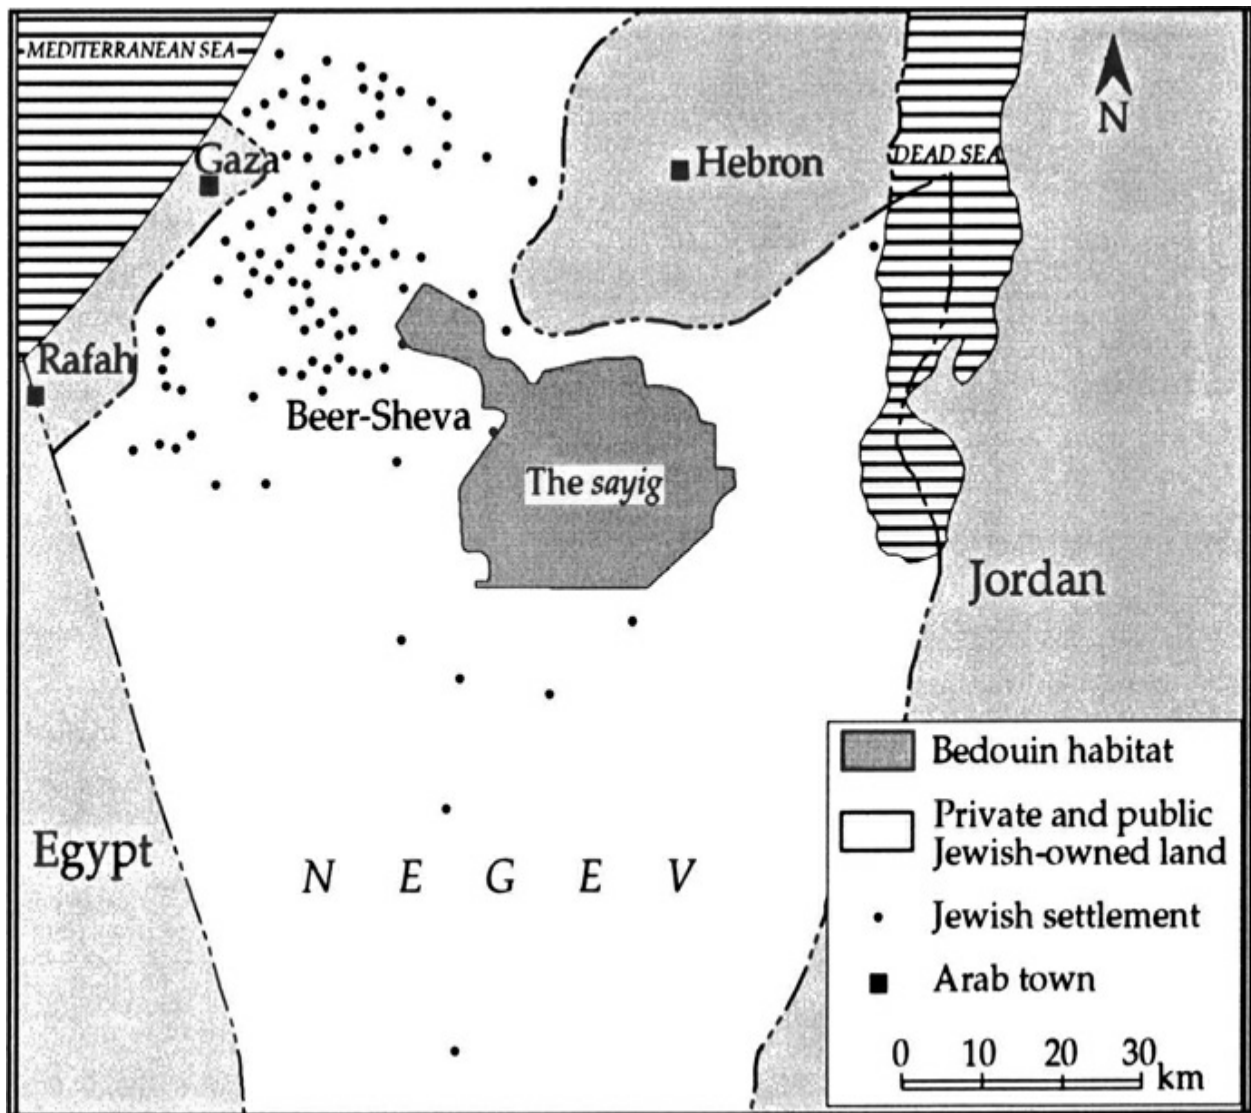 MEDITERRANEAN SEA
N
Gaza
Hebron
DEAD SEA
Rafah
Beer-Sheva
The sayig
Jordan
Egypt
N E G E V
Bedouin habitat
Private and public
Jewish-owned land
Jewish settlement
Arab town
0 10 20 30 km